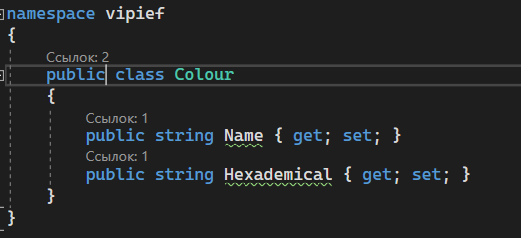 namespace vipief
{
Ссылок: 2
public class Colour
{
Ссылок: 1
public string Name { get; set; }
Ссылок: 1
public string Hexademical { get; set; }
}
}